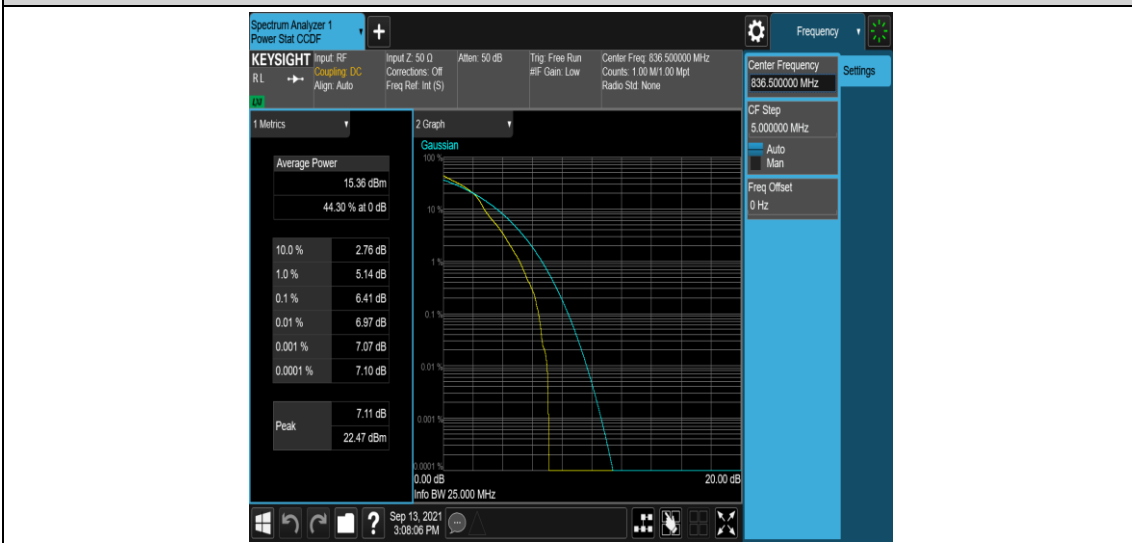 Spectrum Analyzer 1
Power Stat CCDF
+
Frequency
KEYSIGHT
RL
LXI
Input: RF
Coupling: DC
Align: Auto
Input Z: 50 Ω
Corrections: Off
Freq Ref: Int (S)
Atten: 50 dB
Trig: Free Run
#IF Gain: Low
Center Freq: 836.500000 MHz
Counts: 1.00 M/1.00 Mpt
Radio Std: None
Center Frequency
836.500000 MHz
Settings
CF Step
5.000000 MHz
Auto
Man
Freq Offset
0 Hz
1 Metrics
Average Power
15.36 dBm
44.30 % at 0 dB
10.0 % 2.76 dB
1.0 % 5.14 dB
0.1 % 6.41 dB
0.01 % 6.97 dB
0.001 % 7.07 dB
0.0001 % 7.10 dB
Peak
7.11 dB
22.47 dBm
2 Graph
Gaussian
100 %
10 %
1 %
0.1 %
0.01 %
0.001 %
0.0001 %
0.00 dB 20.00 dB
Info BW 25.000 MHz
?
Sep 13, 2021
3:08:06 PM